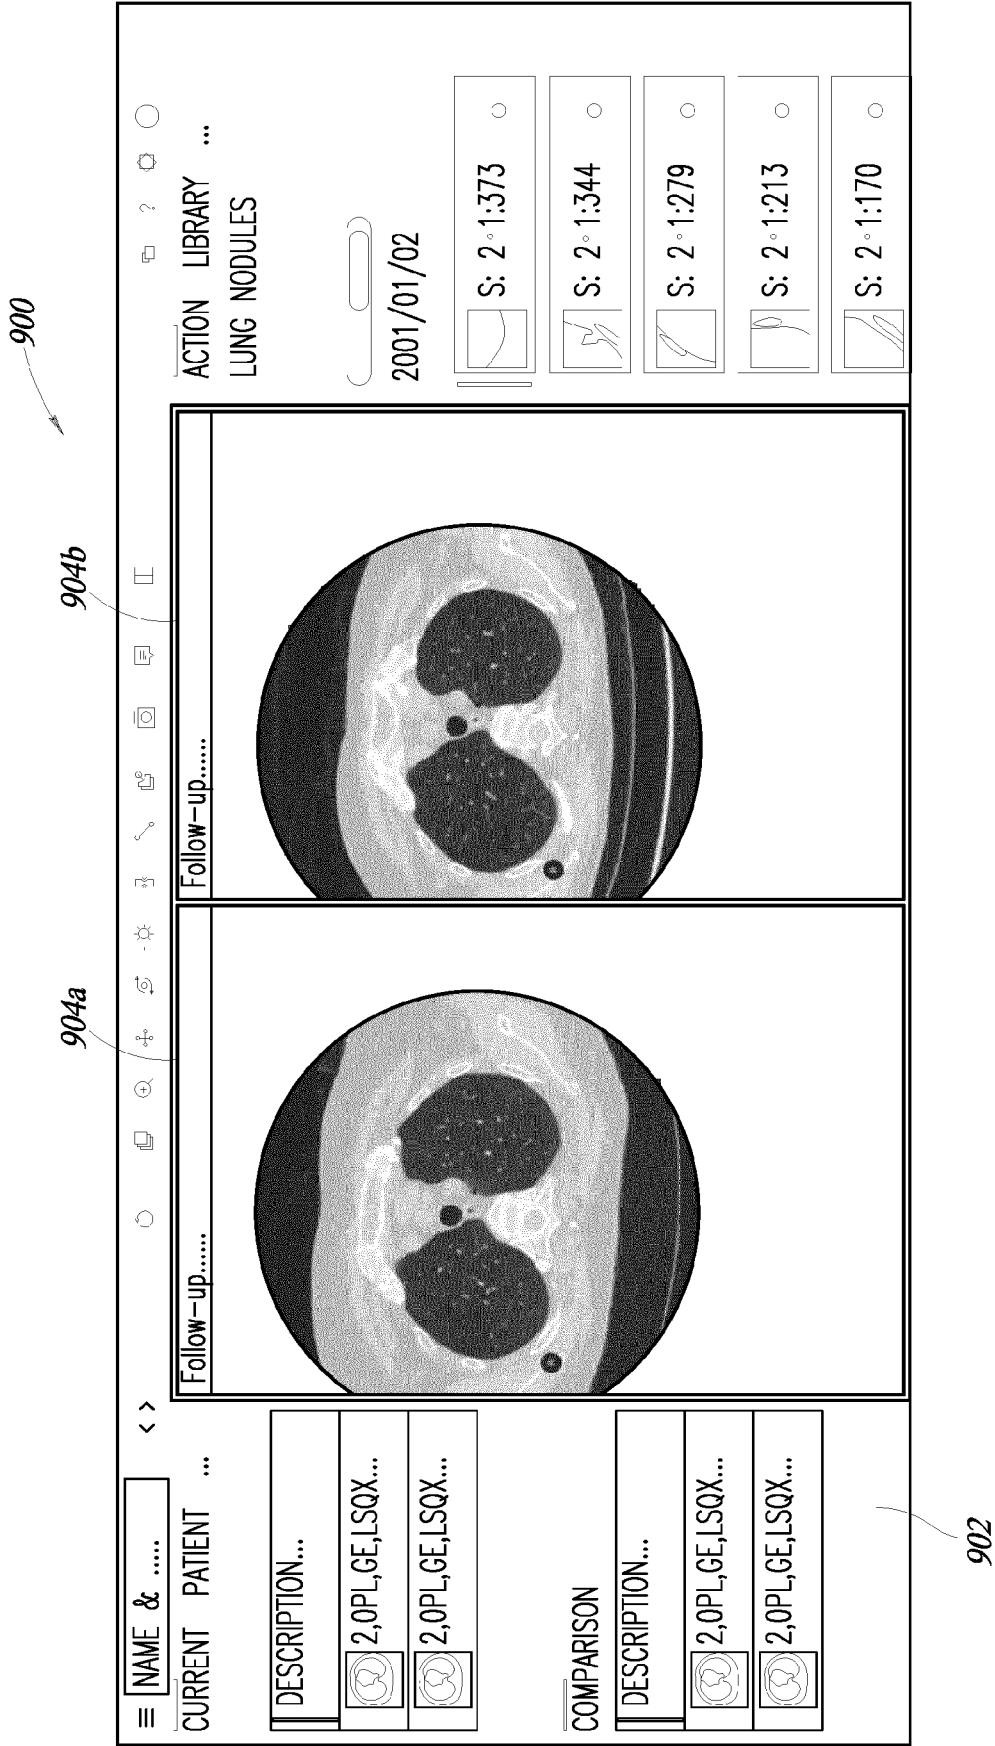 900
NAME & .....
< >
?
CURRENT PATIENT ...
DESCRIPTION...
2,0PL,GE,LSQX...
2,0PL,GE,LSQX...
COMPARISON
DESCRIPTION...
2,0PL,GE,LSQX...
2,0PL,GE,LSQX...
902
904a
Follow-up......
904b
Follow-up......
ACTION LIBRARY ...
LUNG NODULES
2001/01/02
S: 2◦1:373
S: 2◦1:344
S: 2◦1:279
S: 2◦1:213
S: 2◦1:170